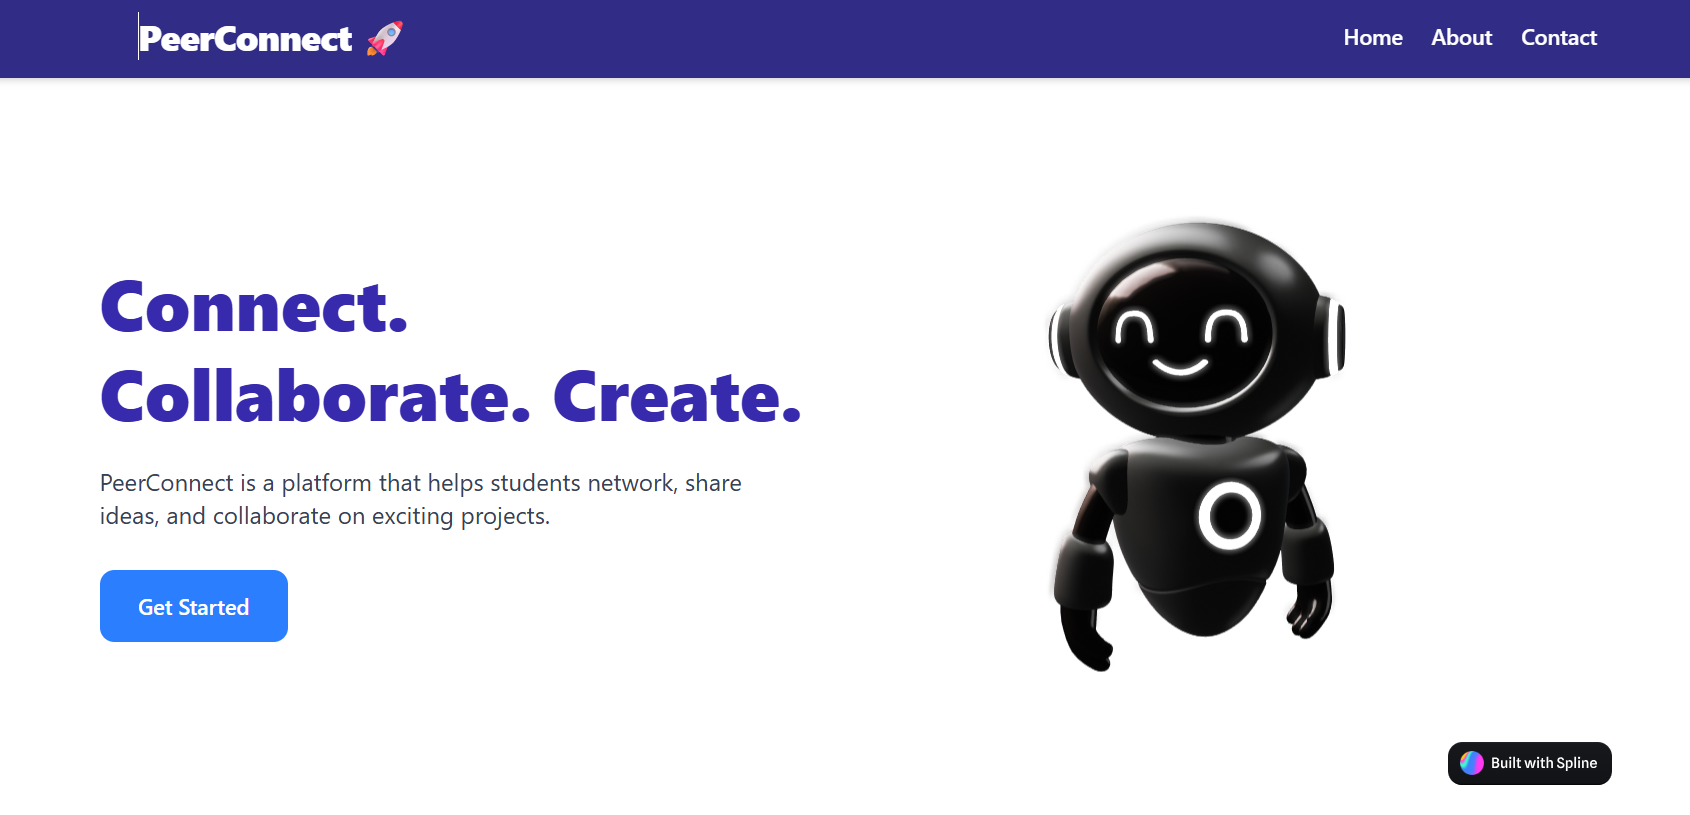 PeerConnect 🚀
Home About Contact
Connect.
Collaborate. Create.
PeerConnect is a platform that helps students network, share
ideas, and collaborate on exciting projects.
Get Started
Built with Spline